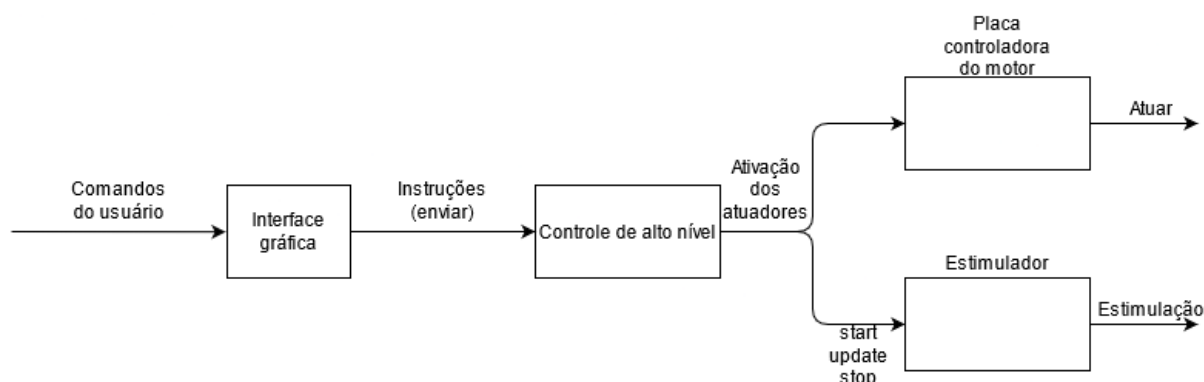 Comandos
do usuário
Interface
gráfica
Instruções
(enviar)
Controle de alto nível
Ativação
dos
atuadores
Placa
controladora
do motor
Atuar
start
update
stop
Estimulador
Estimulação